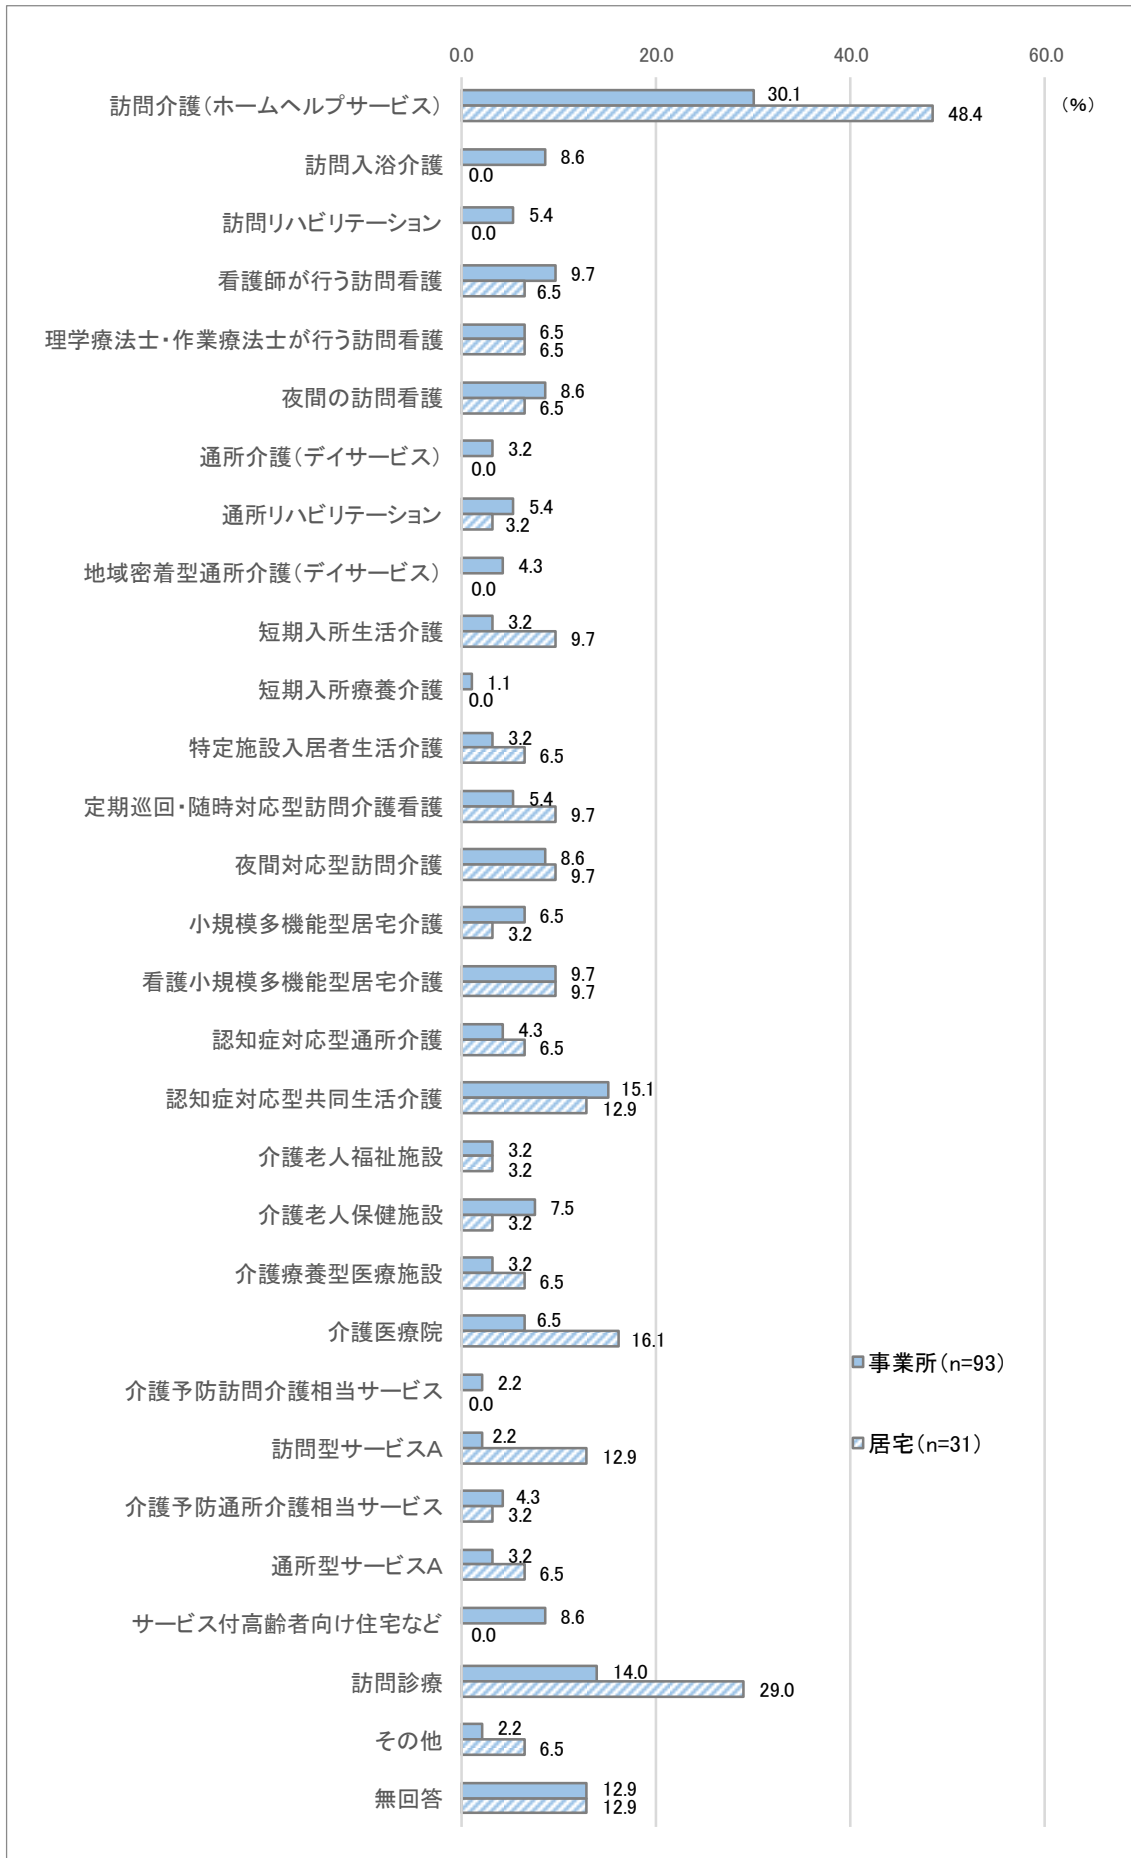 0.0 20.0 40.0 60.0
(%)
訪問介護(ホームヘルプサービス) 30.1 48.4
訪問入浴介護 8.6 0.0
訪問リハビリテーション 5.4 0.0
看護師が行う訪問看護 9.7 6.5
理学療法士・作業療法士が行う訪問看護 6.5 6.5
夜間の訪問看護 8.6 6.5
通所介護(デイサービス) 3.2 0.0
通所リハビリテーション 5.4 3.2
地域密着型通所介護(デイサービス) 4.3 0.0
短期入所生活介護 3.2 9.7
短期入所療養介護 1.1 0.0
特定施設入居者生活介護 3.2 6.5
定期巡回・随時対応型訪問介護看護 5.4 9.7
夜間対応型訪問介護 8.6 9.7
小規模多機能型居宅介護 6.5 3.2
看護小規模多機能型居宅介護 9.7 9.7
認知症対応型通所介護 4.3 6.5
認知症対応型共同生活介護 15.1 12.9
介護老人福祉施設 3.2 3.2
介護老人保健施設 7.5 3.2
介護療養型医療施設 3.2 6.5
介護医療院 6.5 16.1
介護予防訪問介護相当サービス 2.2 0.0
訪問型サービスA 2.2 12.9
介護予防通所介護相当サービス 4.3 3.2
通所型サービスA 3.2 6.5
サービス付高齢者向け住宅など 8.6 0.0
訪問診療 14.0 29.0
その他 2.2 6.5
無回答 12.9 12.9
事業所(n=93)
居宅(n=31)